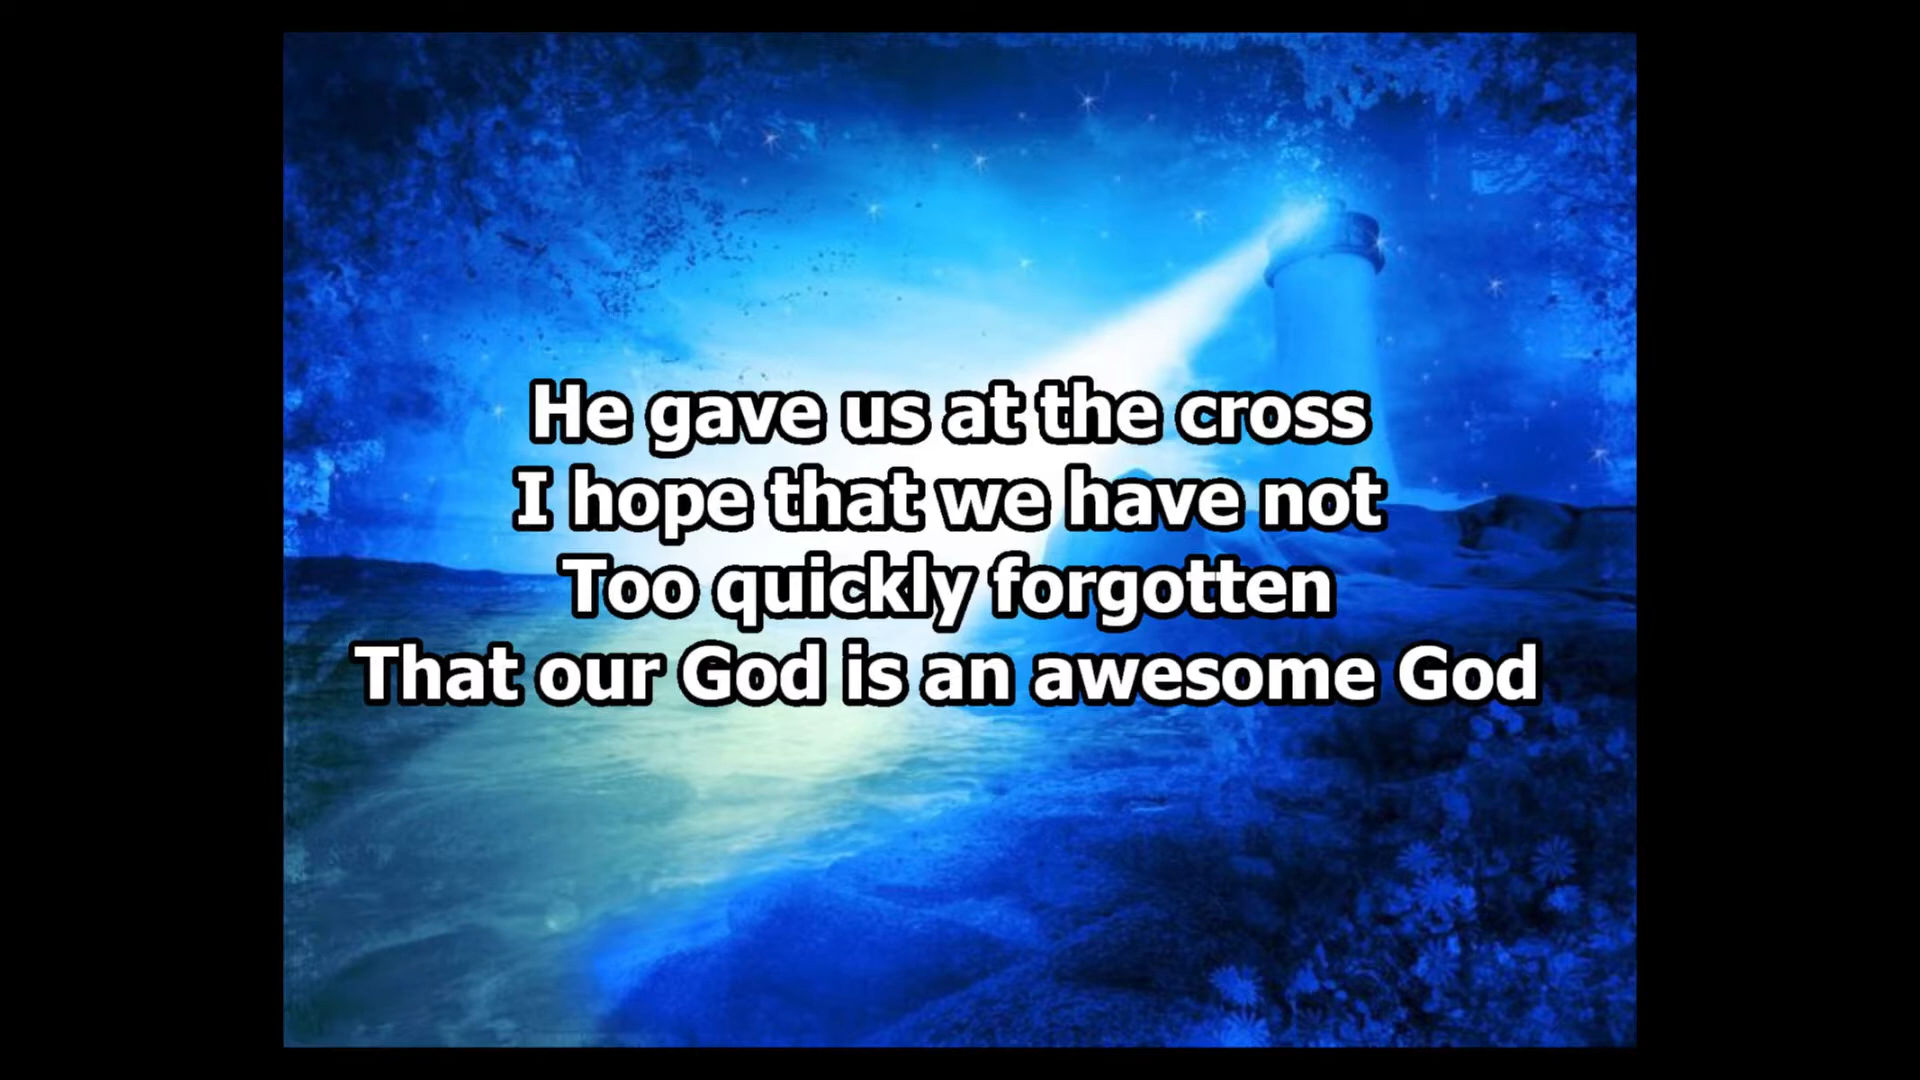 He gave us at the cross
I hope that we have not
Too quickly forgotten
That our God is an awesome God